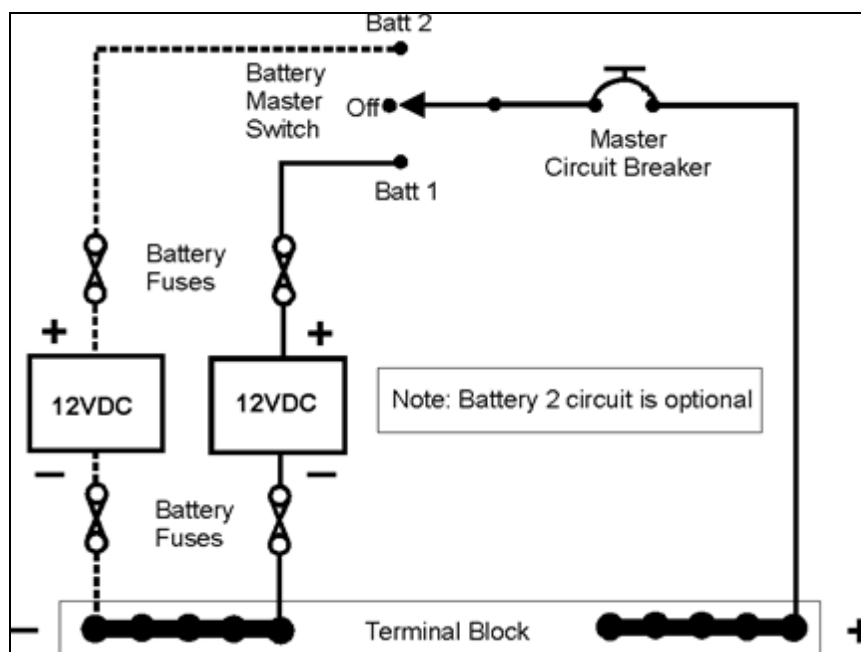 Batt 2
Battery
Master
Switch
Off
Master
Circuit Breaker
Batt 1
Battery
Fuses
+
+
12VDC
12VDC
Note: Battery 2 circuit is optional
−
−
Battery
Fuses
−
Terminal Block
+